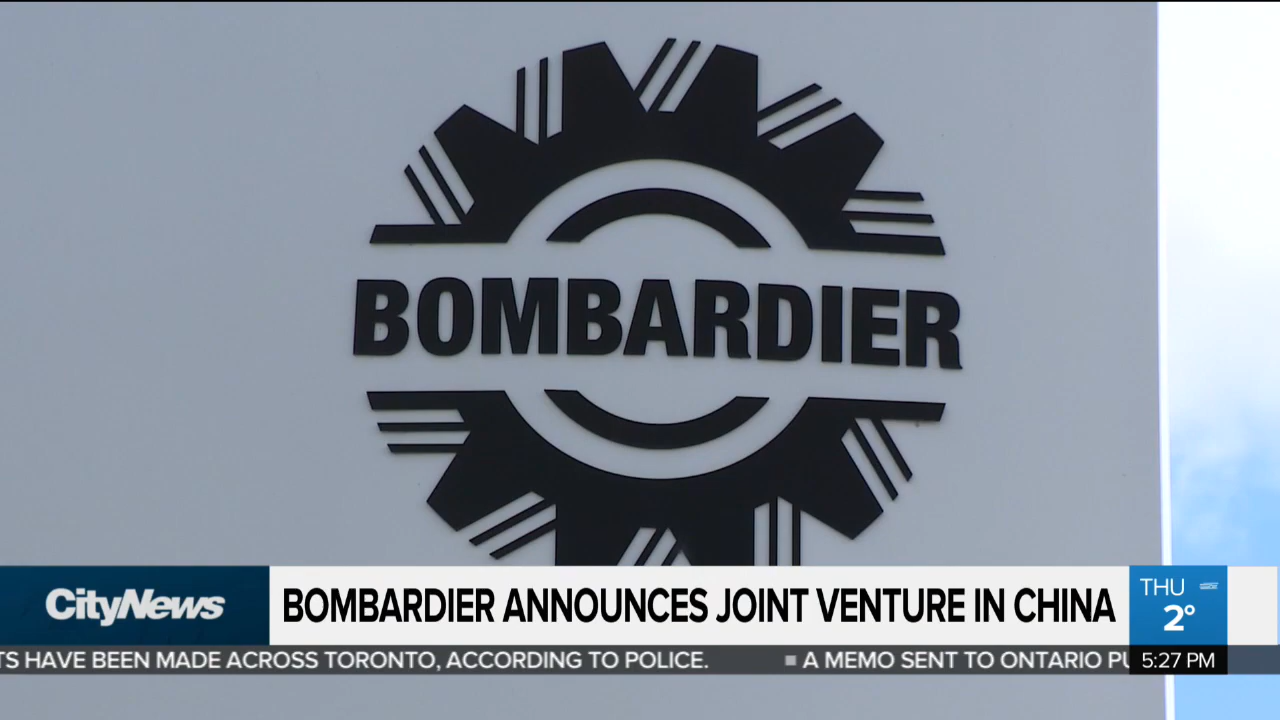 BOMBARDIER
CityNews
BOMBARDIER ANNOUNCES JOINT VENTURE IN CHINA
THU
2°
TS HAVE BEEN MADE ACROSS TORONTO, ACCORDING TO POLICE. ■ A MEMO SENT TO ONTARIO PU
5:27 PM